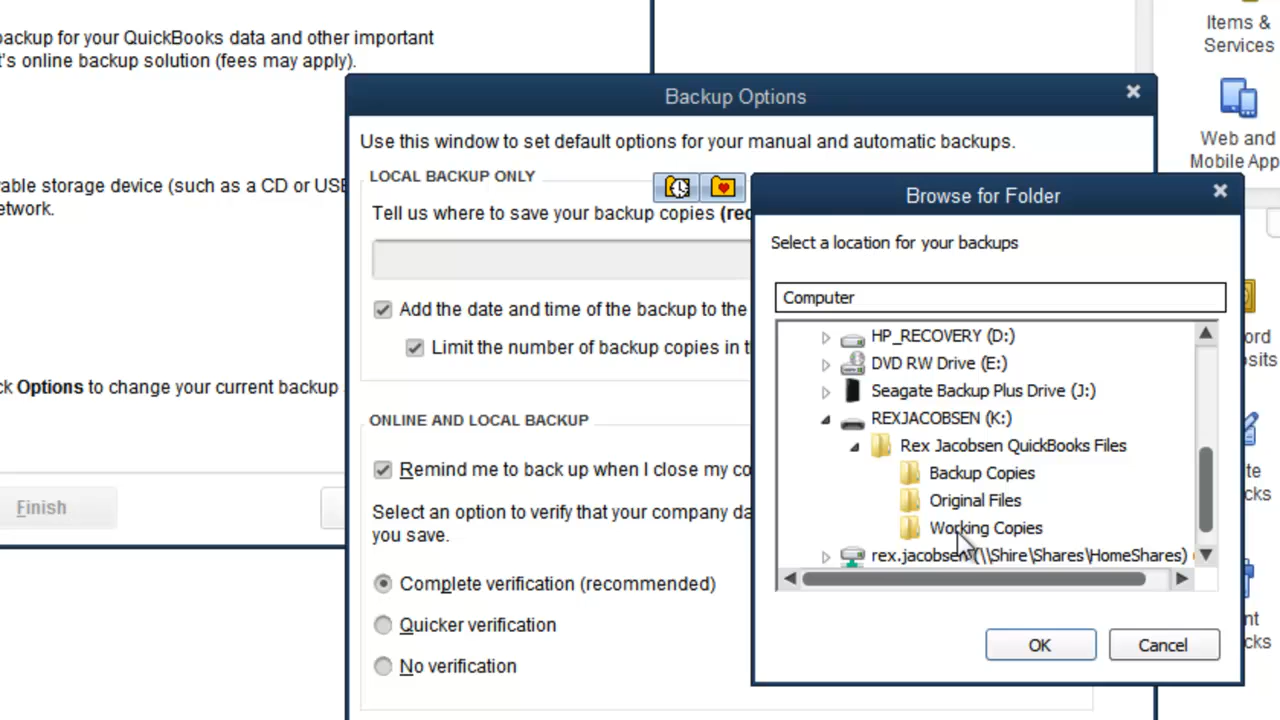 backup for your QuickBooks data and other important
t's online backup solution (fees may apply).
able storage device (such as a CD or USB
etwork.
ck Options to change your current backup
Finish
Backup Options
Use this window to set default options for your manual and automatic backups.
LOCAL BACKUP ONLY
Tell us where to save your backup copies (rec
Add the date and time of the backup to the
Limit the number of backup copies in t
ONLINE AND LOCAL BACKUP
Remind me to back up when I close my co
Select an option to verify that your company da
you save.
Complete verification (recommended)
Quicker verification
No verification
Browse for Folder
Select a location for your backups
Computer
HP_RECOVERY (D:)
DVD RW Drive (E:)
Seagate Backup Plus Drive (J:)
REXJACOBSEN (K:)
Rex Jacobsen QuickBooks Files
Backup Copies
Original Files
Working Copies
rex.jacobsen (\\Shire\Shares\HomeShares)
OK
Cancel
Items &
Services
Web and
Mobile App
ord
osits
te
cks
nt
cks